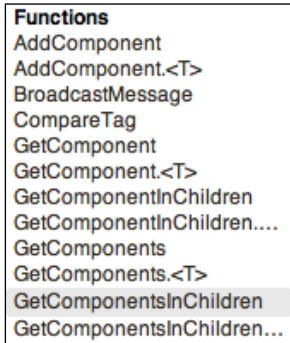 Functions
AddComponent
AddComponent.<T>
BroadcastMessage
CompareTag
GetComponent
GetComponent.<T>
GetComponentInChildren
GetComponentInChildren....
GetComponents
GetComponents.<T>
GetComponentsInChildren
GetComponentsInChildren...